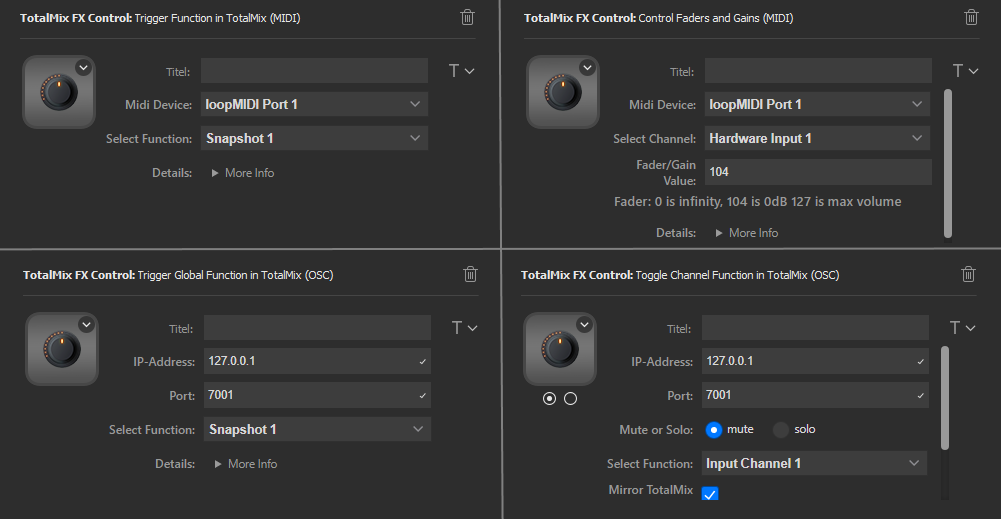 TotalMix FX Control: Trigger Function in TotalMix (MIDI)
Titel:
T
Midi Device: loopMIDI Port 1
Select Function: Snapshot 1
Details: ▶ More Info
TotalMix FX Control: Control Faders and Gains (MIDI)
Titel:
T
Midi Device: loopMIDI Port 1
Select Channel: Hardware Input 1
Fader/Gain
Value: 104
Fader: 0 is infinity, 104 is 0dB 127 is max volume
Details: ▶ More Info
TotalMix FX Control: Trigger Global Function in TotalMix (OSC)
Titel:
T
IP-Address: 127.0.0.1
Port: 7001
Select Function: Snapshot 1
Details: ▶ More Info
TotalMix FX Control: Toggle Channel Function in TotalMix (OSC)
Titel:
T
IP-Address: 127.0.0.1
Port: 7001
Mute or Solo: mute solo
Select Function: Input Channel 1
Mirror TotalMix